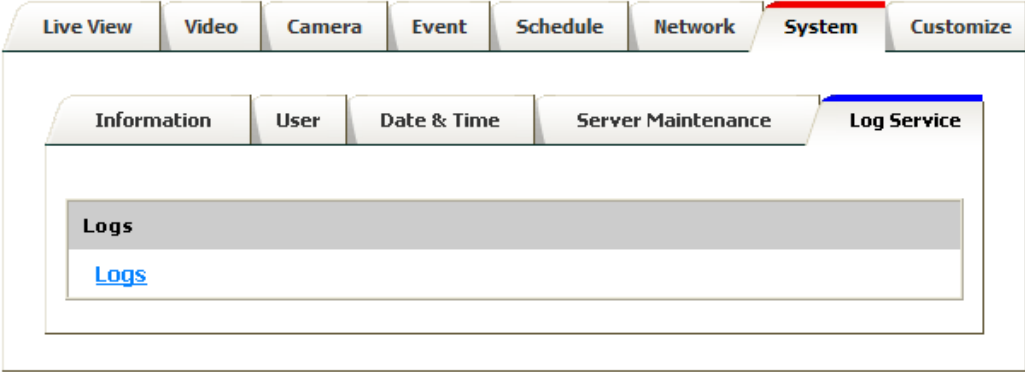 Live View Video Camera Event Schedule Network System Customize
Information User Date & Time Server Maintenance Log Service
Logs
Logs